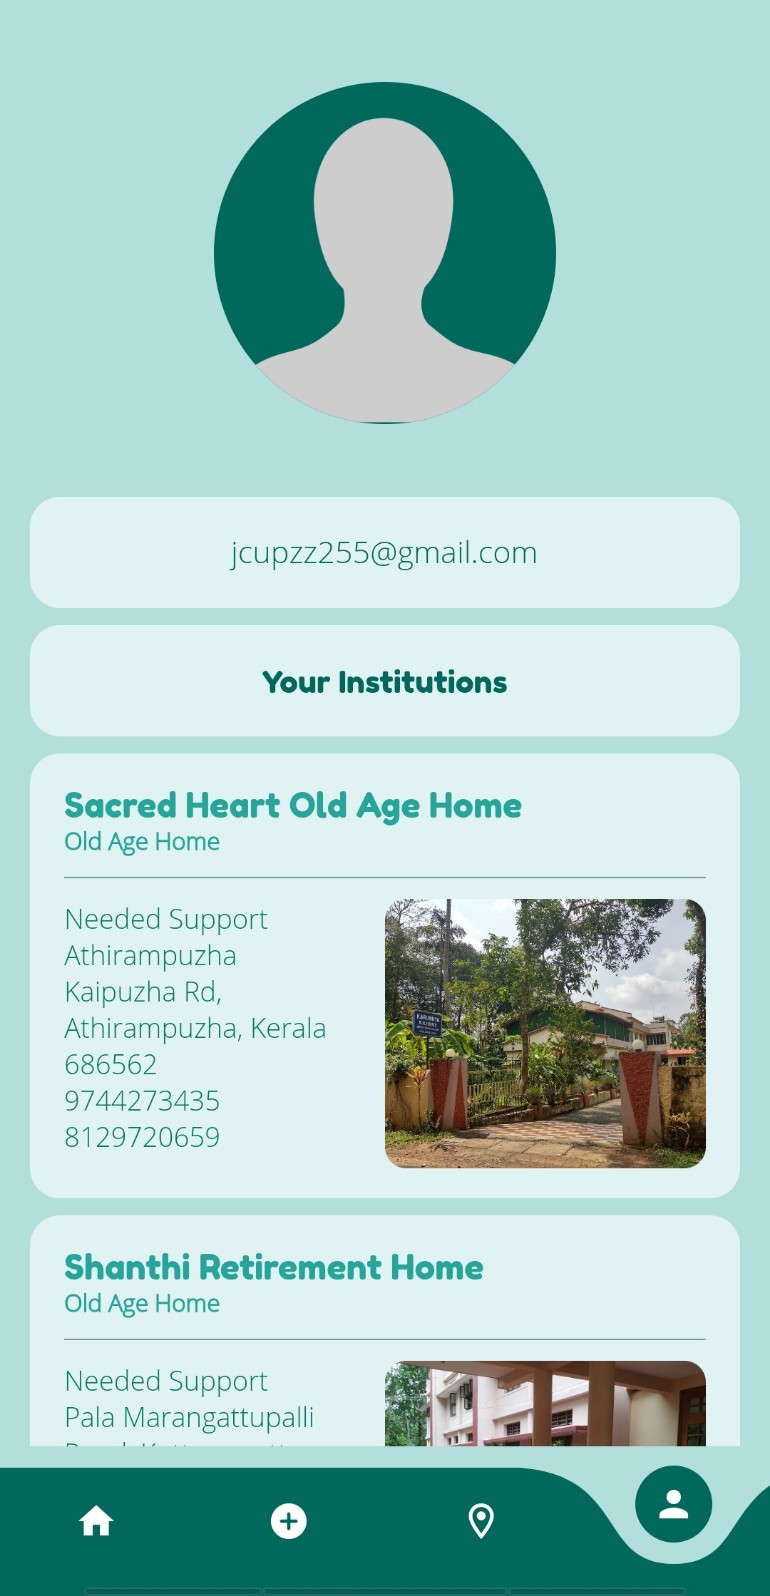 jcupzz255@gmail.com
Your Institutions
Sacred Heart Old Age Home
Old Age Home
Needed Support
Athirampuzha
Kaipuzha Rd,
Athirampuzha, Kerala
686562
9744273435
8129720659
KARUNIKYA
Shanthi Retirement Home
Old Age Home
Needed Support
Pala Marangattupalli